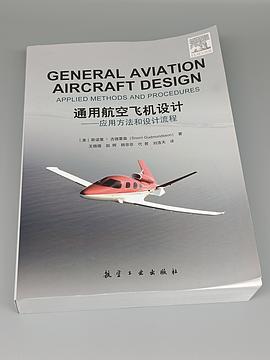 GENERAL AVIATION
AIRCRAFT DESIGN
APPLIED METHODS AND PROCEDURES
通用航空飞机设计
——应用方法和设计流程
航空工业出版社